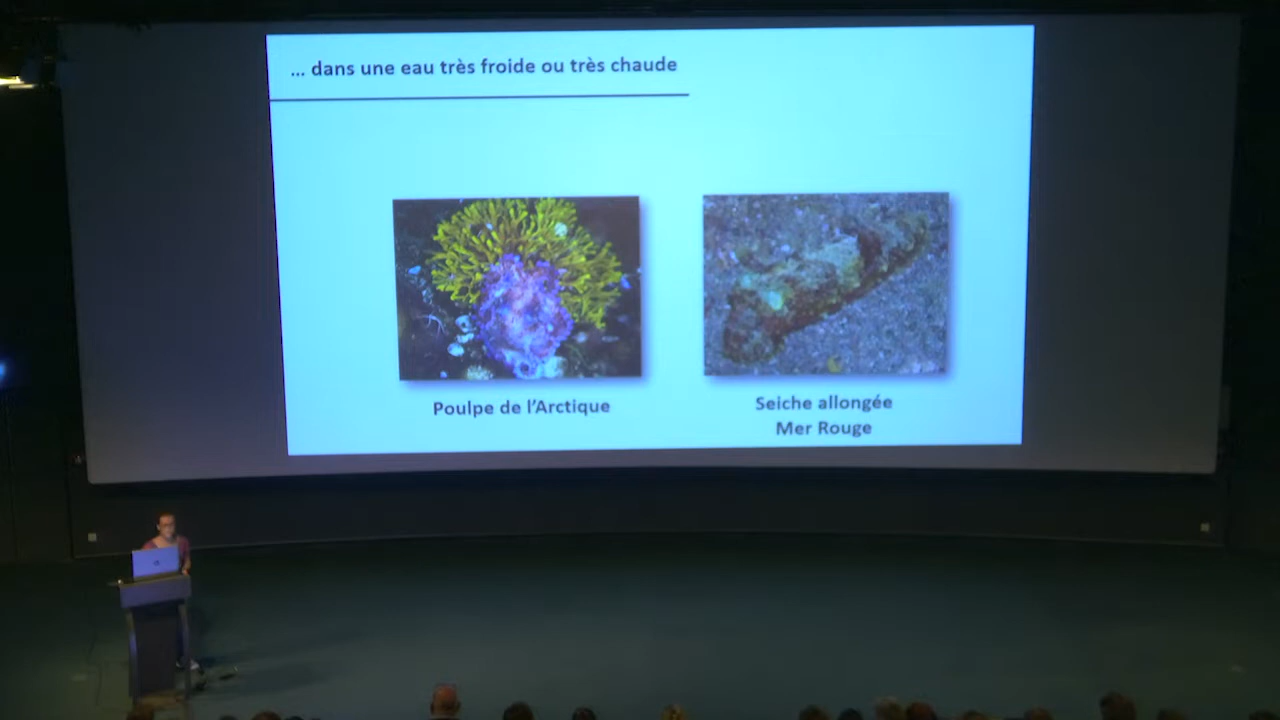 ... dans une eau très froide ou très chaude
Poulpe de l'Arctique
Seiche allongée
Mer Rouge